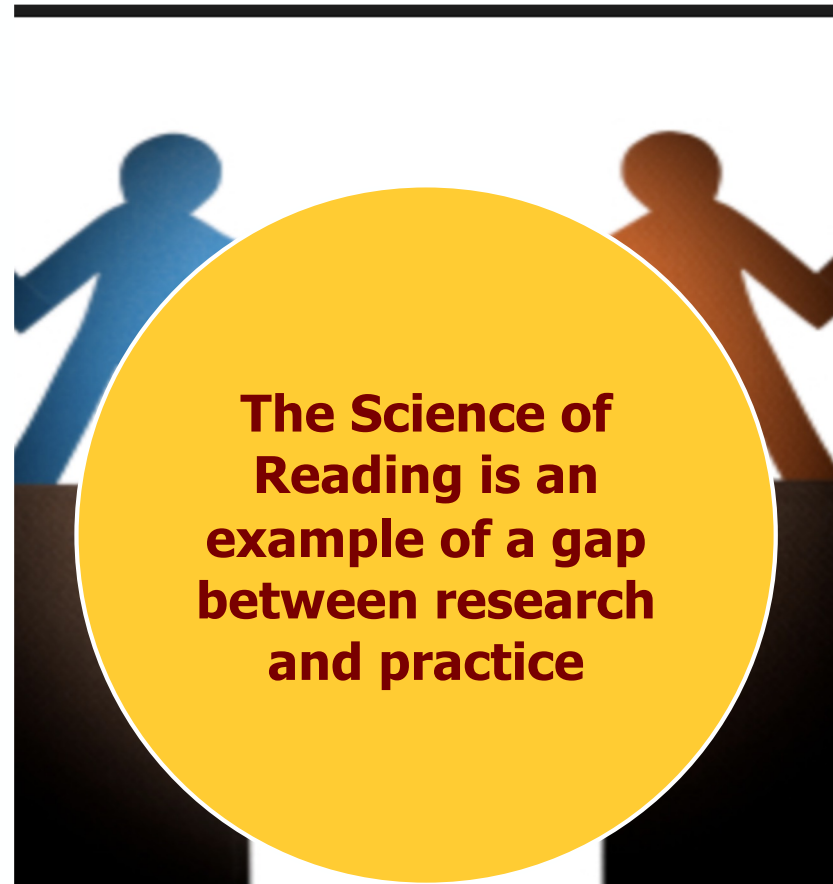 The Science of
Reading is an
example of a gap
between research
and practice